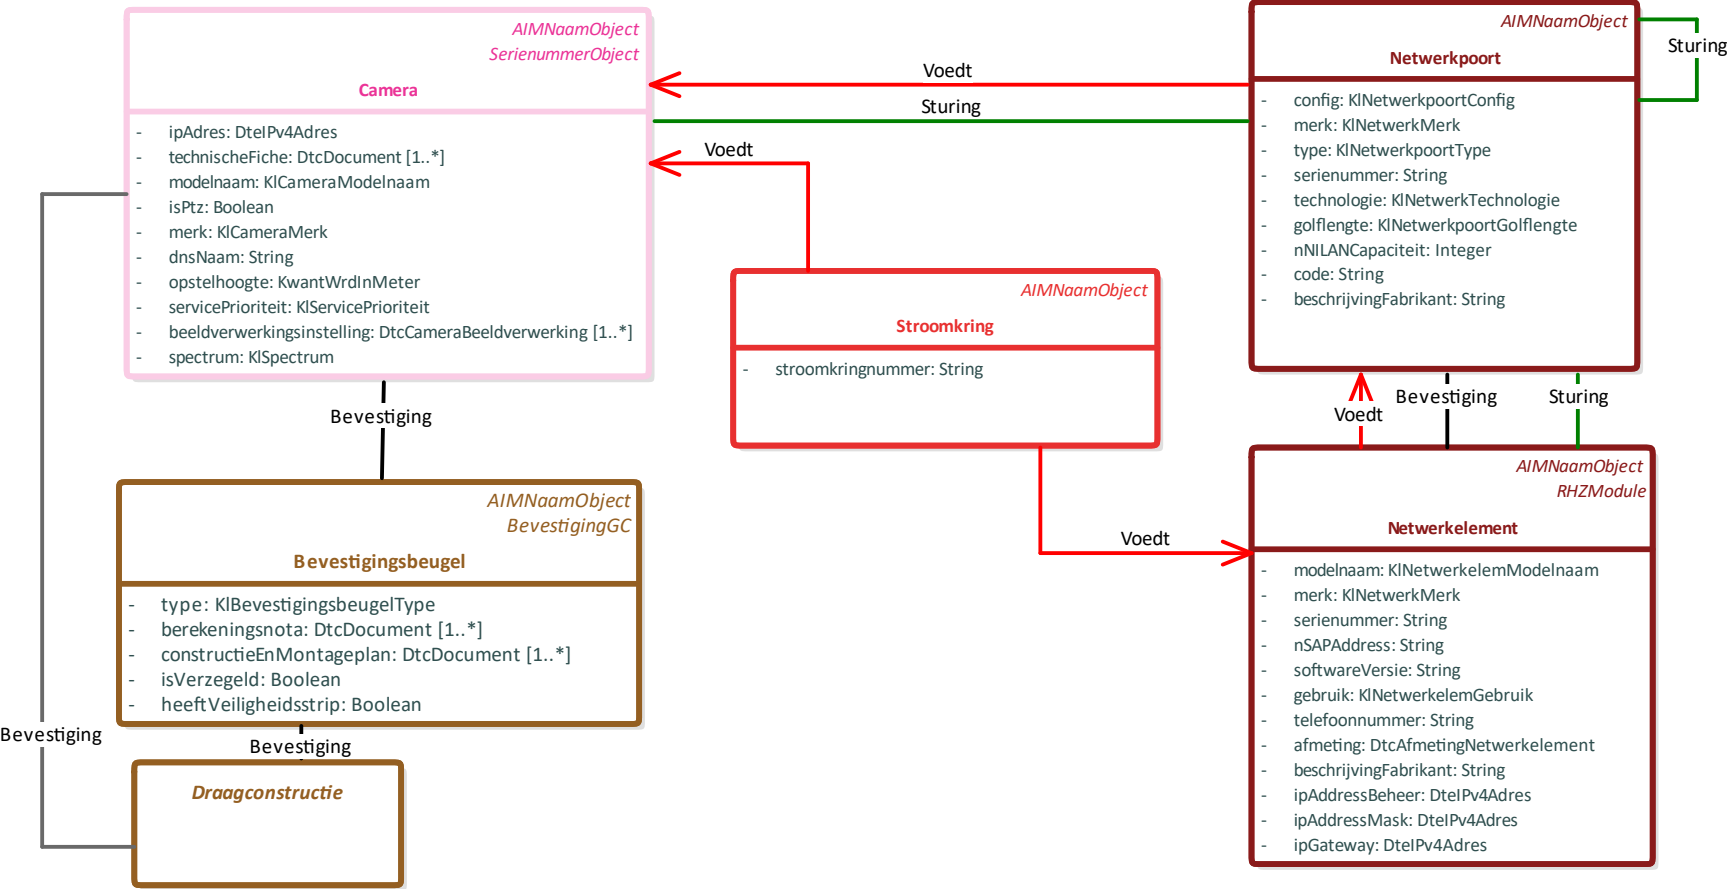 AIMNaamObject
SerienummerObject
Camera
- ipAdres: DteIPv4Adres
- technischeFiche: DtcDocument [1..*]
- modelnaam: KlCameraModelnaam
- isPtz: Boolean
- merk: KlCameraMerk
- dnsNaam: String
- opstelhoogte: KwantWrdInMeter
- servicePrioriteit: KlServicePrioriteit
- beeldverwerkingsinstelling: DtcCameraBeeldverwerking [1..*]
- spectrum: KlSpectrum
Voedt
Sturing
Voedt
AIMNaamObject
Netwerkpoort
- config: KlNetwerkpoortConfig
- merk: KlNetwerkMerk
- type: KlNetwerkpoortType
- serienummer: String
- technologie: KlNetwerkTechnologie
- golflengte: KlNetwerkpoortGolflengte
- nNILANCapaciteit: Integer
- code: String
- beschrijvingFabrikant: String
Sturing
AIMNaamObject
Stroomkring
- stroomkringnummer: String
Voedt
Bevestiging
Sturing
Bevestiging
AIMNaamObject
BevestigingGC
Bevestigingsbeugel
- type: KlBevestigingsbeugelType
- berekeningsnota: DtcDocument [1..*]
- constructieEnMontageplan: DtcDocument [1..*]
- isVerzegeld: Boolean
- heeftVeiligheidsstrip: Boolean
Voedt
AIMNaamObject
RHZModule
Netwerkelement
- modelnaam: KlNetwerkelemModelnaam
- merk: KlNetwerkMerk
- serienummer: String
- nSAPAddress: String
- softwareVersie: String
- gebruik: KlNetwerkelemGebruik
- telefoonnummer: String
- afmeting: DtcAfmetingNetwerkelement
- beschrijvingFabrikant: String
- ipAddressBeheer: DteIPv4Adres
- ipAddressMask: DteIPv4Adres
- ipGateway: DteIPv4Adres
Bevestiging
Bevestiging
Draagconstructie